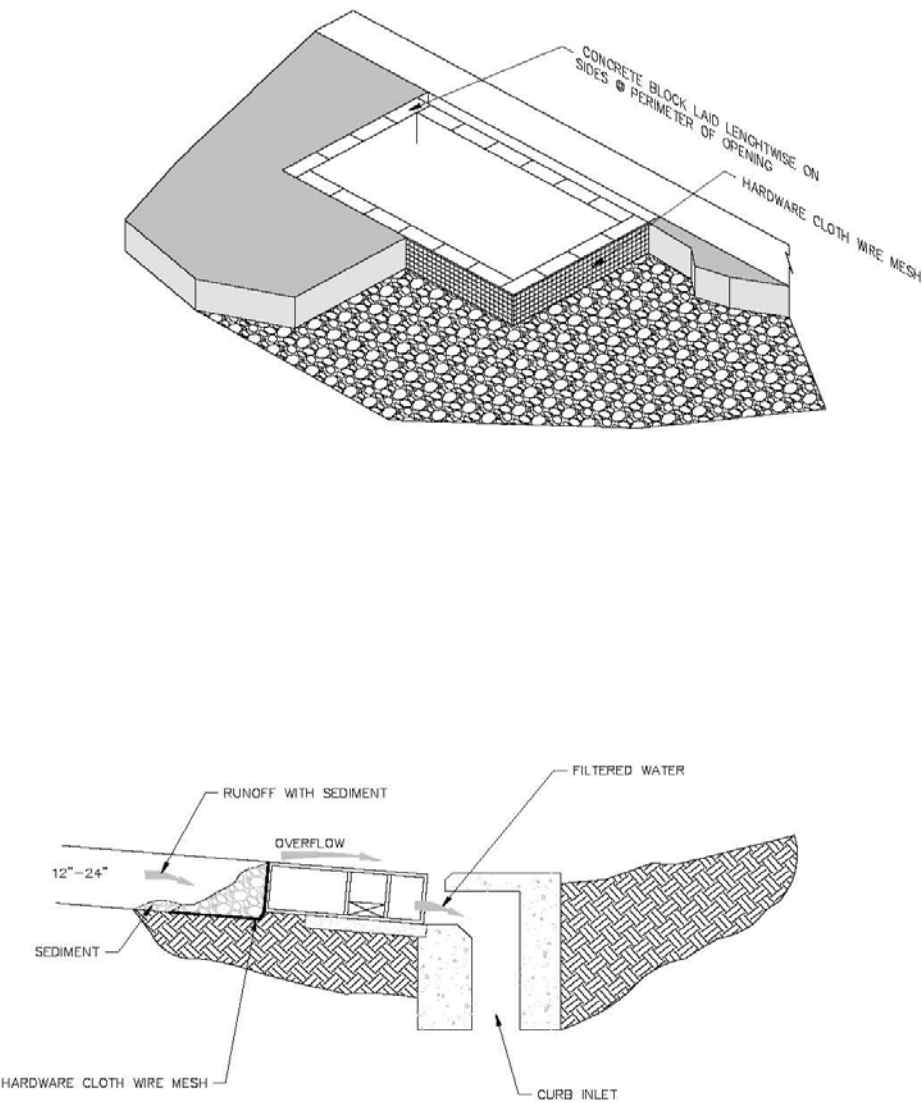 CONCRETE BLOCK LAID LENGHTWISE ON
SIDES @ PERIMETER OF OPENING
HARDWARE CLOTH WIRE MESH
FILTERED WATER
RUNOFF WITH SEDIMENT
OVERFLOW
12"-24"
SEDIMENT
HARDWARE CLOTH WIRE MESH
CURB INLET